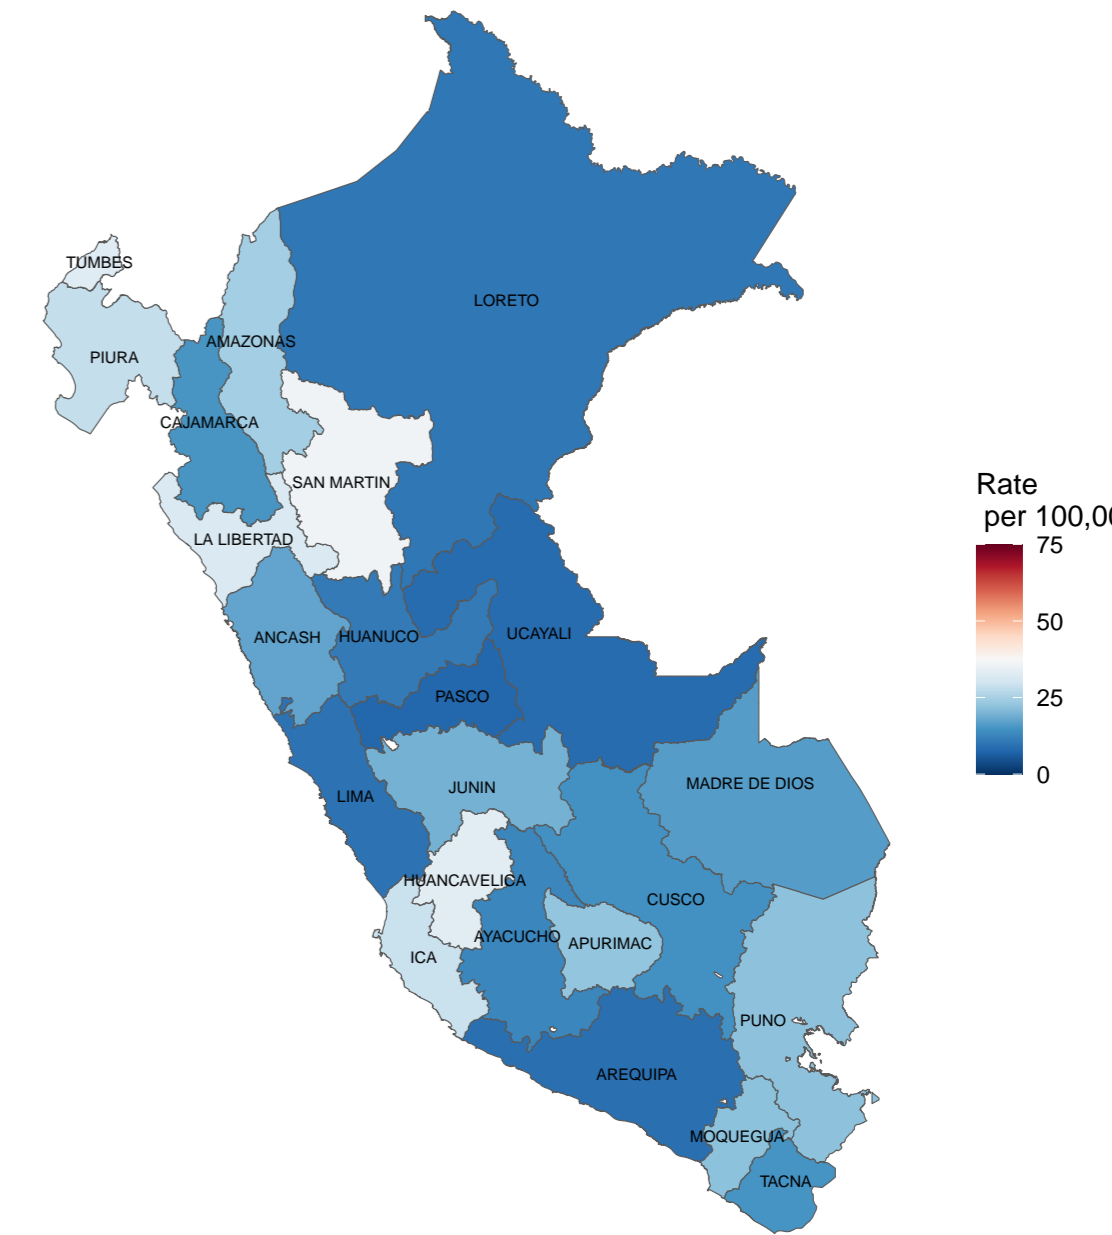 TUMBES
LORETO
AMAZONAS
PIURA
CAJAMARCA
SAN MARTIN
LA LIBERTAD
ANCASH
HUANUCO
UCAYALI
PASCO
MADRE DE DIOS
JUNIN
LIMA
HUANCAVELICA
CUSCO
AYACUCHO
APURIMAC
ICA
PUNO
AREQUIPA
MOQUEGUA
TACNA
Rate
per 100,00
75
50
25
0